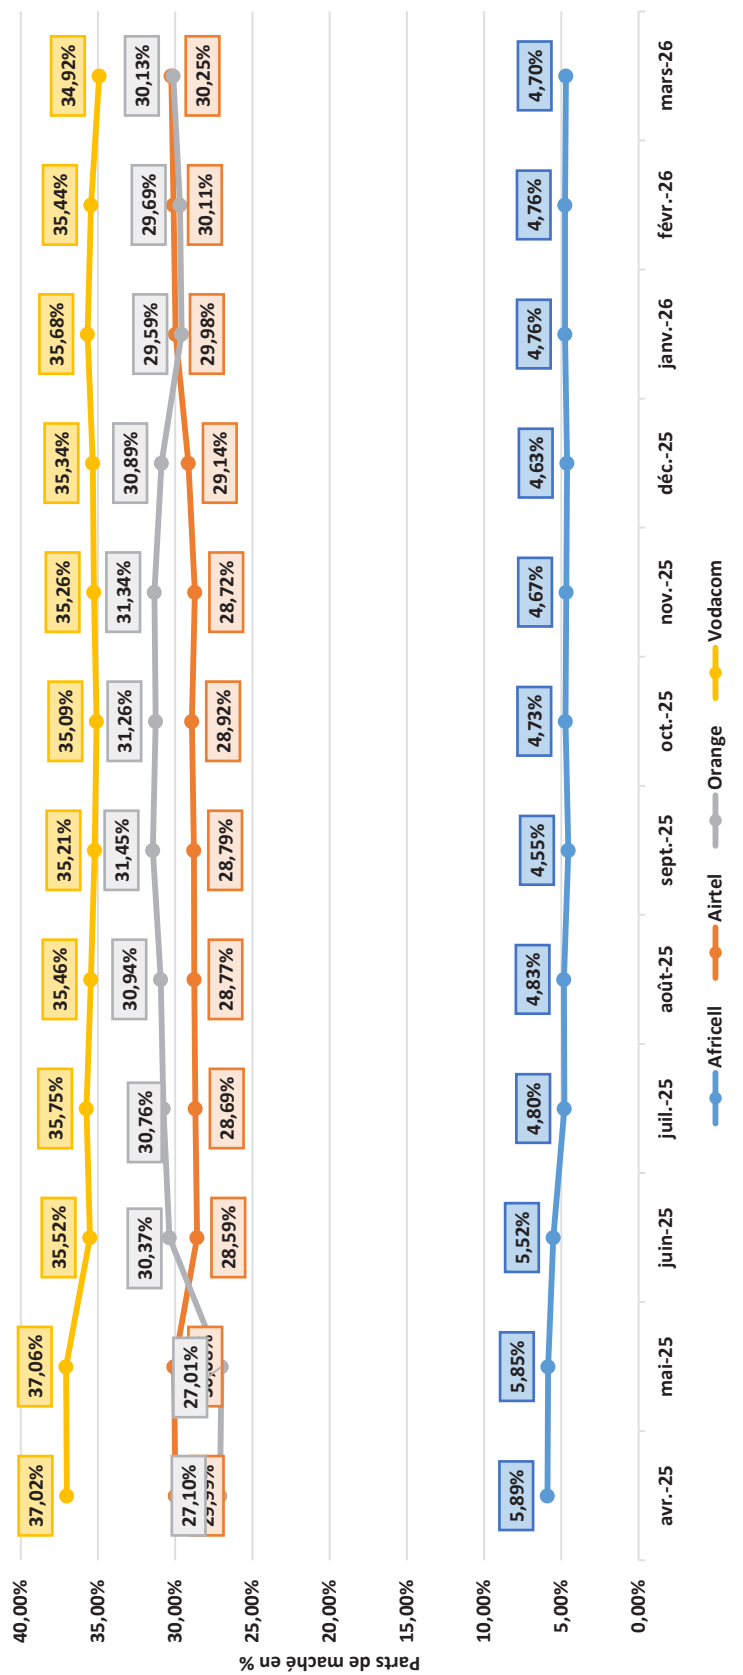 Parts de maché en %
40,00%
35,00%
30,00%
25,00%
20,00%
15,00%
10,00%
5,00%
0,00%
37,02% 37,06% 35,52% 35,75% 35,46% 35,21% 35,09% 35,26% 35,34% 35,68% 35,44% 34,92%
27,10% 27,01% 30,37% 30,76% 30,94% 31,45% 31,26% 31,34% 30,89% 29,59% 29,69% 30,13%
29,99% 28,59% 28,69% 28,77% 28,79% 28,92% 28,72% 29,14% 29,98% 30,11% 30,25%
5,89% 5,85% 5,52% 4,80% 4,83% 4,55% 4,73% 4,67% 4,63% 4,76% 4,76% 4,70%
avr.-25 mai-25 juin-25 juil.-25 août-25 sept.-25 oct.-25 nov.-25 déc.-25 janv.-26 févr.-26 mars-26
Africell Airtel Orange Vodacom